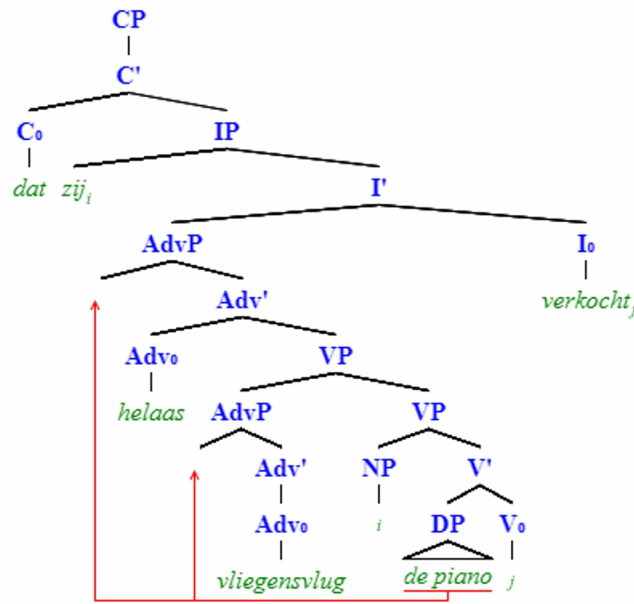 CP
C'
C0 IP
dat zij i I'
AdvP I0
Adv' verkocht j
Adv0 VP
helaas AdvP VP
Adv' NP V'
Adv0 i DP V0
vliegensvlug de piano j